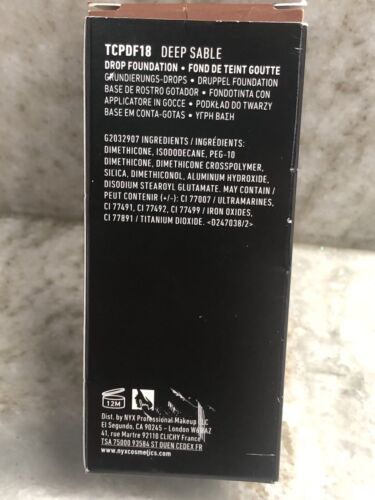 TCPDF18 DEEP SABLE
DROP FOUNDATION • FOND DE TEINT GOUTTE
GRUNDIERUNGS-DROPS • DRUPPEL FOUNDATION
BASE DE ROSTRO GOTADOR • FONDOTINTA CON
APPLICATORE IN GOCCE • PODKŁAD DO TWARZY
BASE EM CONTA-GOTAS • ΥΓΡΗ ΒΑΣΗ
G2032907 INGREDIENTS / INGRÉDIENTS:
DIMETHICONE, ISODODECANE, PEG-10
DIMETHICONE, DIMETHICONE CROSSPOLYMER,
SILICA, DIMETHICONOL, ALUMINUM HYDROXIDE,
DISODIUM STEAROYL GLUTAMATE. MAY CONTAIN /
PEUT CONTENIR (+/-): CI 77007 / ULTRAMARINES,
CI 77491, CI 77492, CI 77499 / IRON OXIDES,
CI 77891 / TITANIUM DIOXIDE. <D247038/2>
12M
Dist. by NYX Professional Makeup LLC
El Segundo, CA 90245 – London W6 8AZ
41, rue Martre 92110 CLICHY FRANCE
TSA 75000 93584 ST OUEN CEDEX FR
www.nyxcosmetics.com